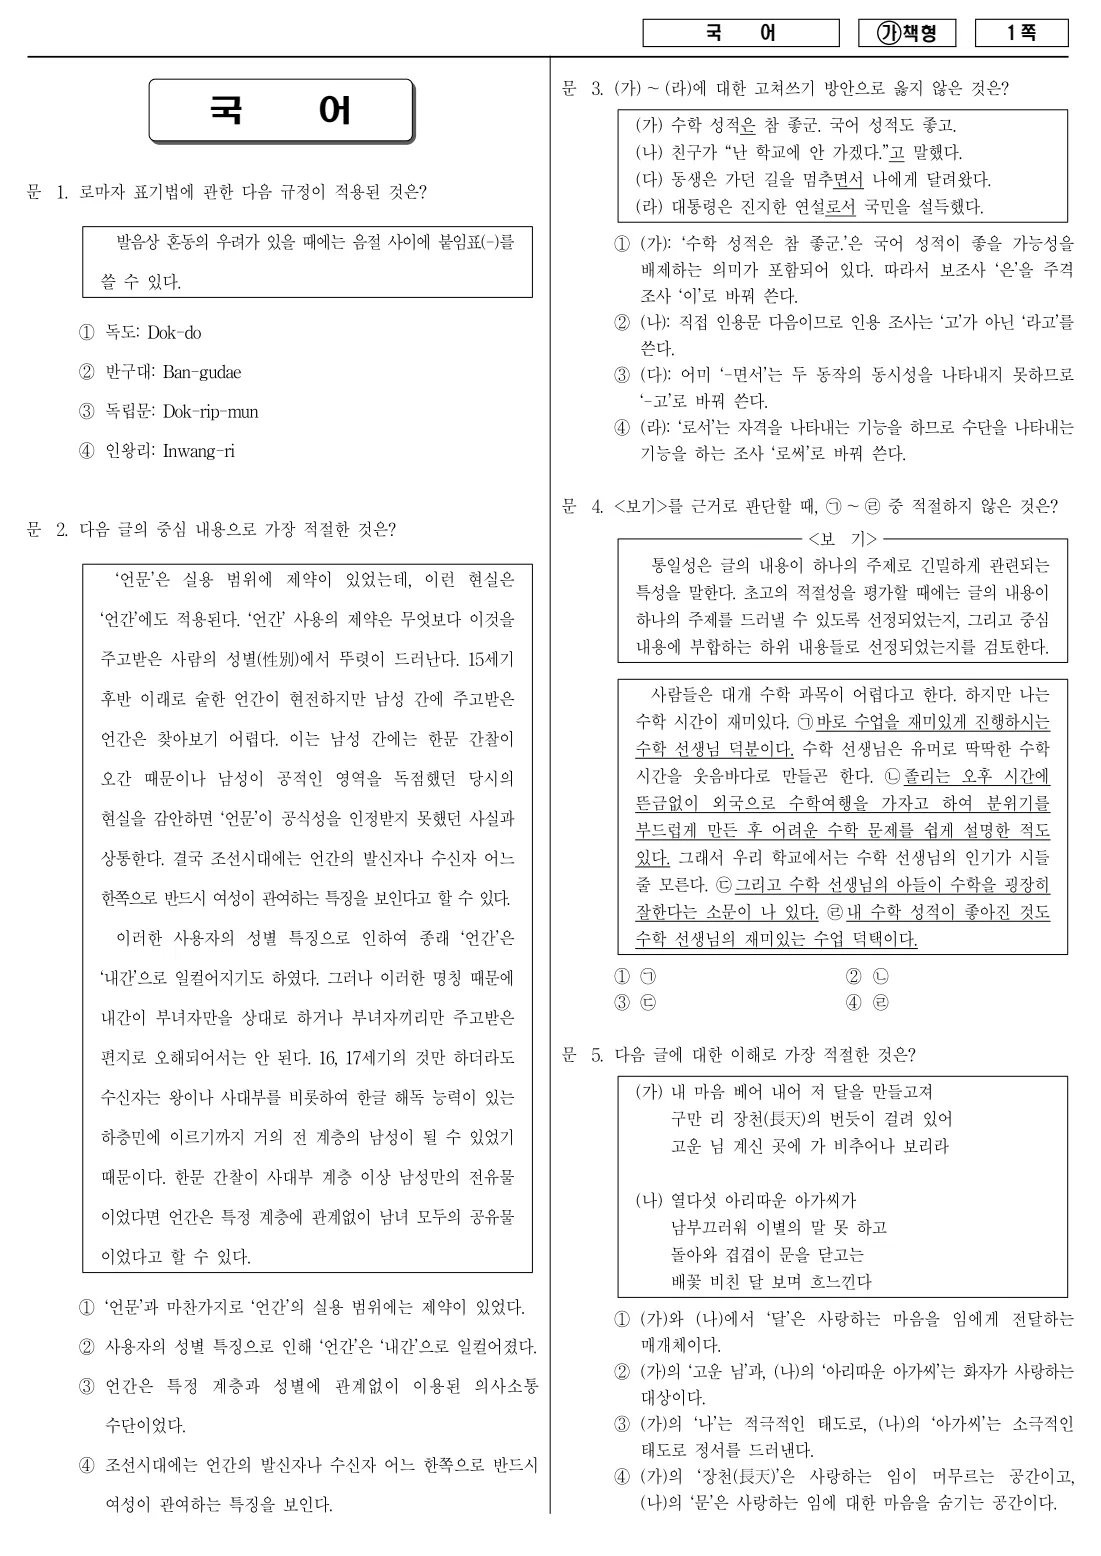 국 어
㉮책형
1쪽
국 어
문 1. 로마자 표기법에 관한 다음 규정이 적용된 것은?
발음상 혼동의 우려가 있을 때에는 음절 사이에 붙임표(-)를
쓸 수 있다.
① 독도: Dok-do
② 반구대: Ban-gudae
③ 독립문: Dok-rip-mun
④ 인왕리: Inwang-ri
문 2. 다음 글의 중심 내용으로 가장 적절한 것은?
‘언문’은 실용 범위에 제약이 있었는데, 이런 현실은
‘언간’에도 적용된다. ‘언간’ 사용의 제약은 무엇보다 이것을
주고받은 사람의 성별(性別)에서 뚜렷이 드러난다. 15세기
후반 이래로 숱한 언간이 현전하지만 남성 간에 주고받은
언간은 찾아보기 어렵다. 이는 남성 간에는 한문 간찰이
오간 때문이나 남성이 공적인 영역을 독점했던 당시의
현실을 감안하면 ‘언문’이 공식성을 인정받지 못했던 사실과
상통한다. 결국 조선시대에는 언간의 발신자나 수신자 어느
한쪽으로 반드시 여성이 관여하는 특징을 보인다고 할 수 있다.
이러한 사용자의 성별 특징으로 인하여 종래 ‘언간’은
‘내간’으로 일컬어지기도 하였다. 그러나 이러한 명칭 때문에
내간이 부녀자만을 상대로 하거나 부녀자끼리만 주고받은
편지로 오해되어서는 안 된다. 16, 17세기의 것만 하더라도
수신자는 왕이나 사대부를 비롯하여 한글 해독 능력이 있는
하층민에 이르기까지 거의 전 계층의 남성이 될 수 있었기
때문이다. 한문 간찰이 사대부 계층 이상 남성만의 전유물
이었다면 언간은 특정 계층에 관계없이 남녀 모두의 공유물
이었다고 할 수 있다.
① ‘언문’과 마찬가지로 ‘언간’의 실용 범위에는 제약이 있었다.
② 사용자의 성별 특징으로 인해 ‘언간’은 ‘내간’으로 일컬어졌다.
③ 언간은 특정 계층과 성별에 관계없이 이용된 의사소통
수단이었다.
④ 조선시대에는 언간의 발신자나 수신자 어느 한쪽으로 반드시
여성이 관여하는 특징을 보인다.
문 3. (가) ~ (라)에 대한 고쳐쓰기 방안으로 옳지 않은 것은?
(가) 수학 성적은 참 좋군. 국어 성적도 좋고.
(나) 친구가 “난 학교에 안 가겠다.”고 말했다.
(다) 동생은 가던 길을 멈추면서 나에게 달려왔다.
(라) 대통령은 진지한 연설로서 국민을 설득했다.
① (가): ‘수학 성적은 참 좋군.’은 국어 성적이 좋을 가능성을
배제하는 의미가 포함되어 있다. 따라서 보조사 ‘은’을 주격
조사 ‘이’로 바꿔 쓴다.
② (나): 직접 인용문 다음이므로 인용 조사는 ‘고’가 아닌 ‘라고’를
쓴다.
③ (다): 어미 ‘-면서’는 두 동작의 동시성을 나타내지 못하므로
‘-고’로 바꿔 쓴다.
④ (라): ‘로서’는 자격을 나타내는 기능을 하므로 수단을 나타내는
기능을 하는 조사 ‘로써’로 바꿔 쓴다.
문 4. <보기>를 근거로 판단할 때, ㉠ ~ ㉣ 중 적절하지 않은 것은?
<보 기>
통일성은 글의 내용이 하나의 주제로 긴밀하게 관련되는
특성을 말한다. 초고의 적절성을 평가할 때에는 글의 내용이
하나의 주제를 드러낼 수 있도록 선정되었는지, 그리고 중심
내용에 부합하는 하위 내용들로 선정되었는지를 검토한다.
사람들은 대개 수학 과목이 어렵다고 한다. 하지만 나는
수학 시간이 재미있다. ㉠바로 수업을 재미있게 진행하시는
수학 선생님 덕분이다. 수학 선생님은 유머로 딱딱한 수학
시간을 웃음바다로 만들곤 한다. ㉡졸리는 오후 시간에
뜬금없이 외국으로 수학여행을 가자고 하여 분위기를
부드럽게 만든 후 어려운 수학 문제를 쉽게 설명한 적도
있다. 그래서 우리 학교에서는 수학 선생님의 인기가 시들
줄 모른다. ㉢그리고 수학 선생님의 아들이 수학을 굉장히
잘한다는 소문이 나 있다. ㉣내 수학 성적이 좋아진 것도
수학 선생님의 재미있는 수업 덕택이다.
① ㉠ ② ㉡
③ ㉢ ④ ㉣
문 5. 다음 글에 대한 이해로 가장 적절한 것은?
(가) 내 마음 베어 내어 저 달을 만들고져
구만 리 장천(長天)의 번듯이 걸려 있어
고운 님 계신 곳에 가 비추어나 보리라
(나) 열다섯 아리따운 아가씨가
남부끄러워 이별의 말 못 하고
돌아와 겹겹이 문을 닫고는
배꽃 비친 달 보며 흐느낀다
① (가)와 (나)에서 ‘달’은 사랑하는 마음을 임에게 전달하는
매개체이다.
② (가)의 ‘고운 님’과, (나)의 ‘아리따운 아가씨’는 화자가 사랑하는
대상이다.
③ (가)의 ‘나’는 적극적인 태도로, (나)의 ‘아가씨’는 소극적인
태도로 정서를 드러낸다.
④ (가)의 ‘장천(長天)’은 사랑하는 임이 머무르는 공간이고,
(나)의 ‘문’은 사랑하는 임에 대한 마음을 숨기는 공간이다.